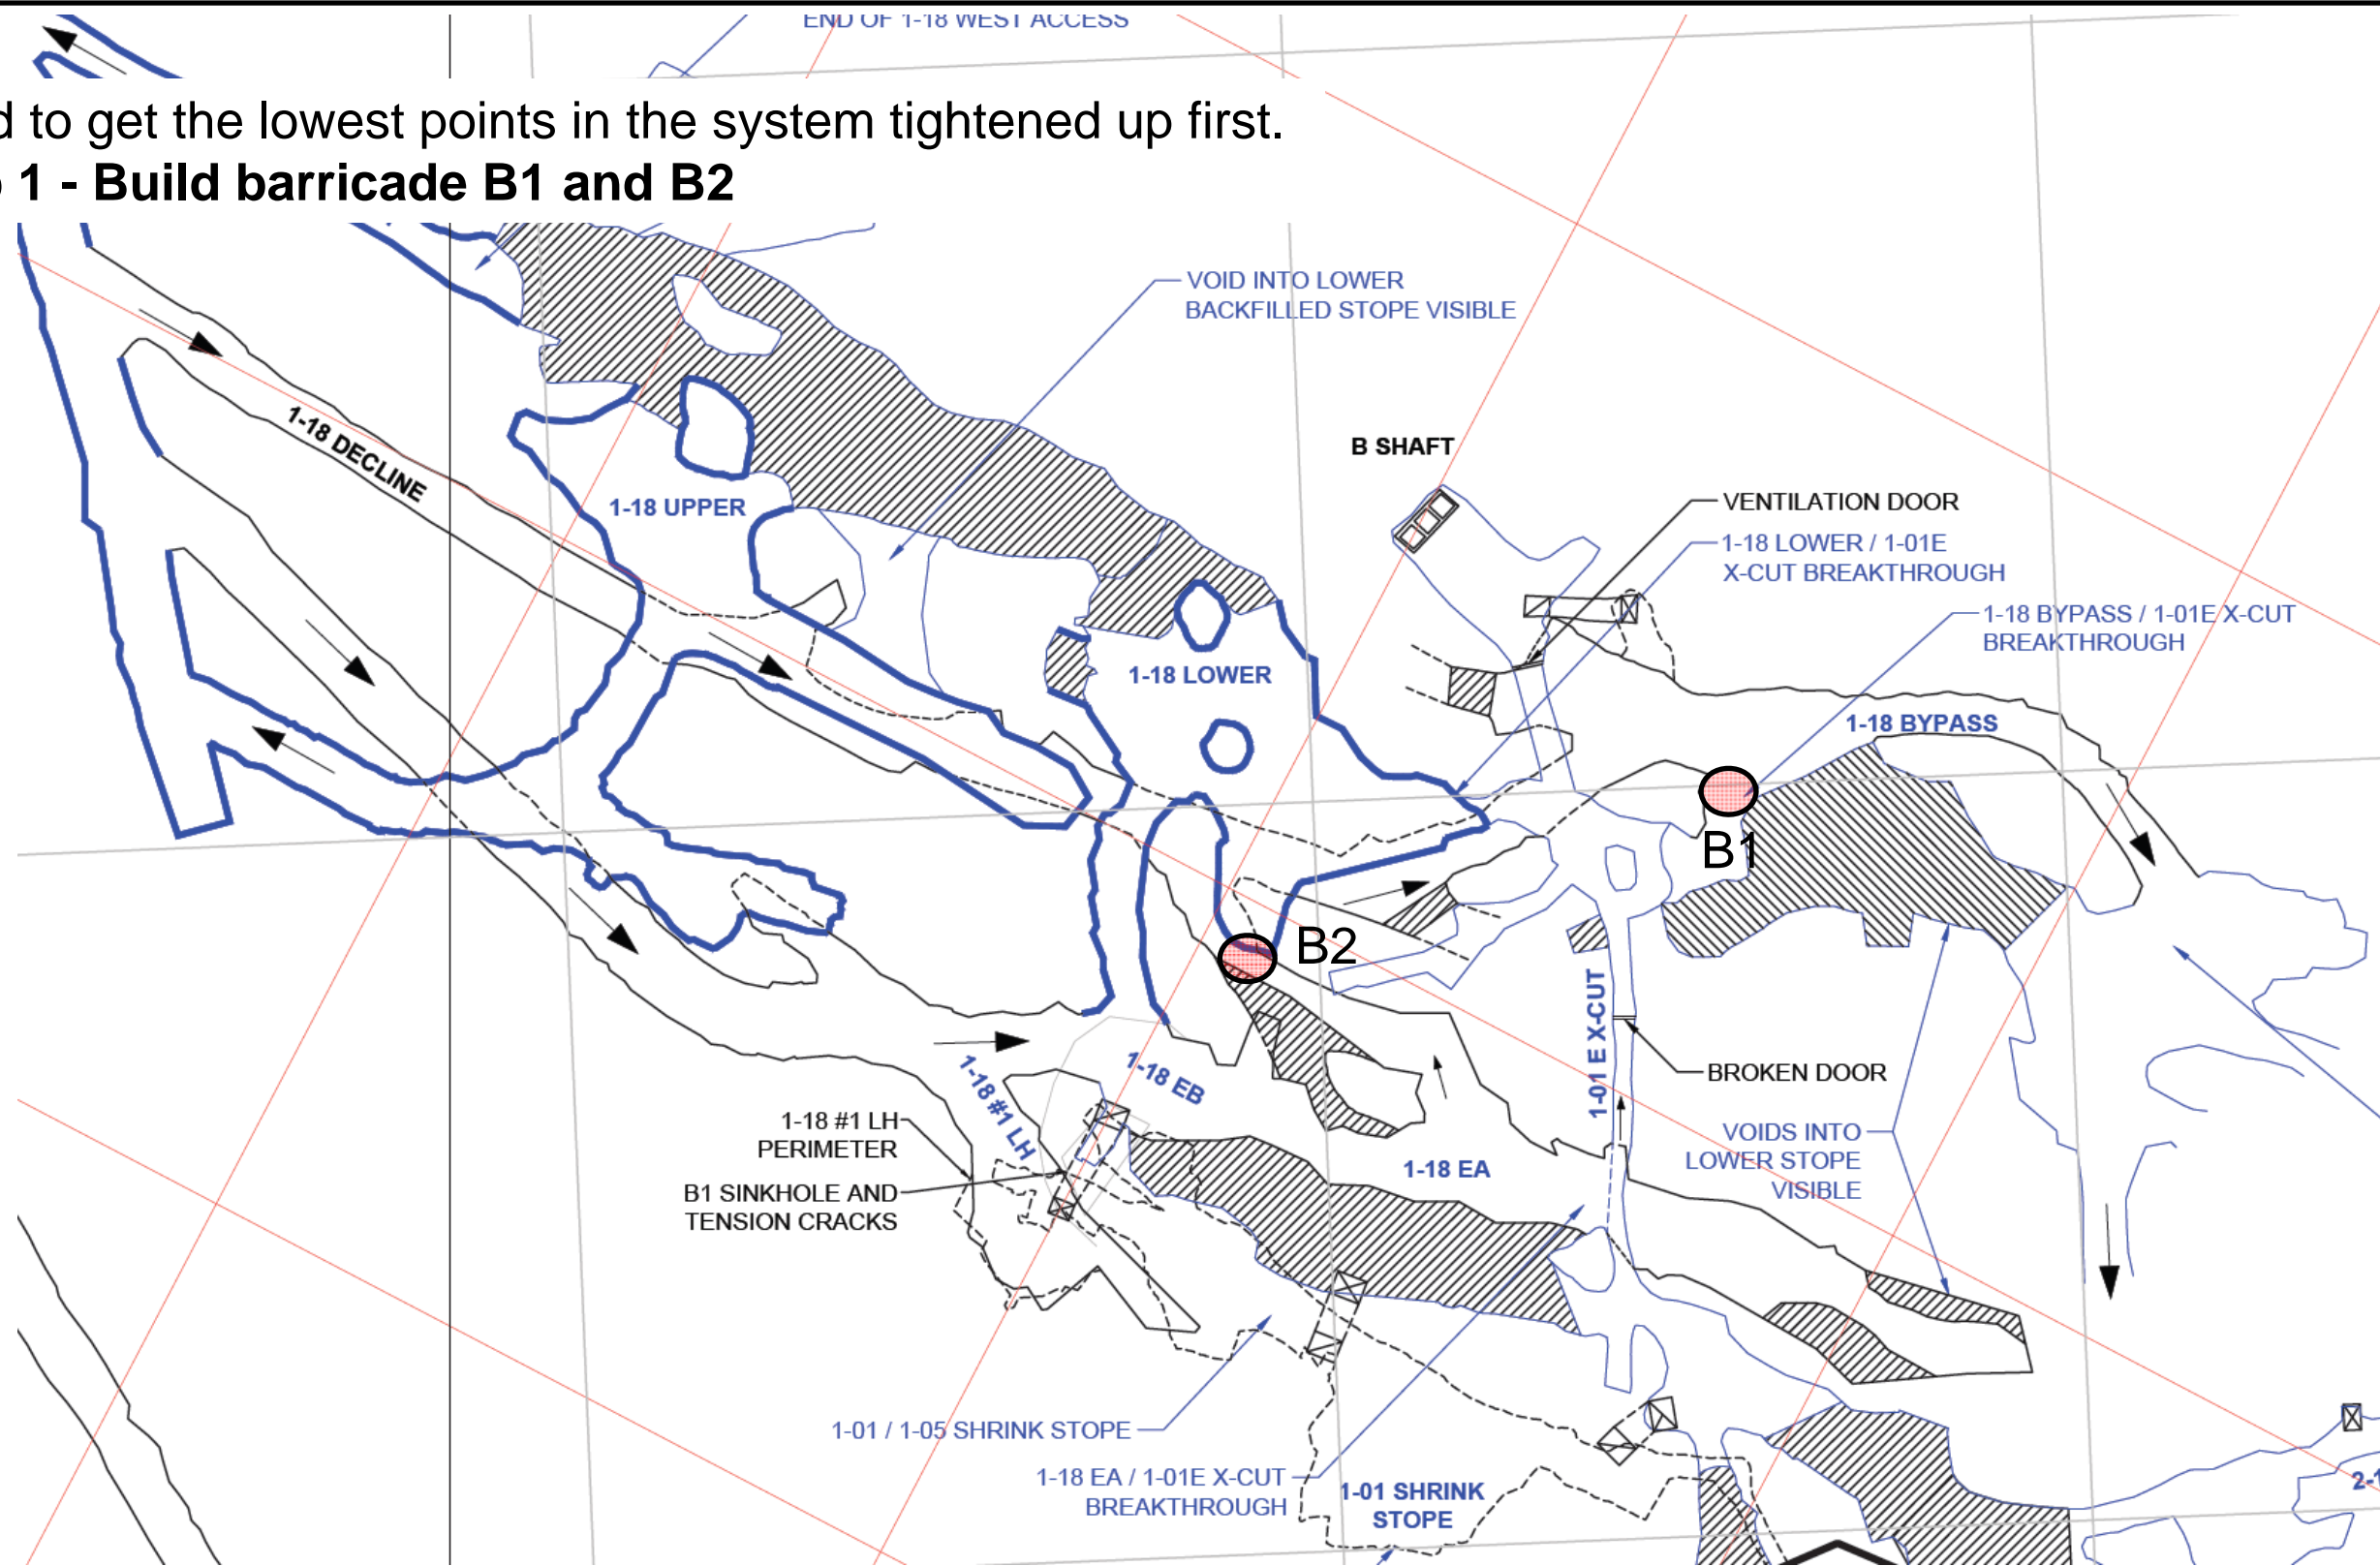 END OF 1-18 WEST ACCESS
to get the lowest points in the system tightened up first.
1 - Build barricade B1 and B2
VOID INTO LOWER
BACKFILLED STOPE VISIBLE
1-18 DECLINE
B SHAFT
1-18 UPPER
VENTILATION DOOR
1-18 LOWER / 1-01E
X-CUT BREAKTHROUGH
1-18 BYPASS / 1-01E X-CUT
BREAKTHROUGH
1-18 LOWER
1-18 BYPASS
B1
B2
1-01 E X-CUT
1-18 EB
1-18 #1 LH
BROKEN DOOR
1-18 #1 LH
PERIMETER
B1 SINKHOLE AND
TENSION CRACKS
1-18 EA
VOIDS INTO
LOWER STOPE
VISIBLE
1-01 / 1-05 SHRINK STOPE
1-18 EA / 1-01E X-CUT
BREAKTHROUGH
1-01 SHRINK
STOPE